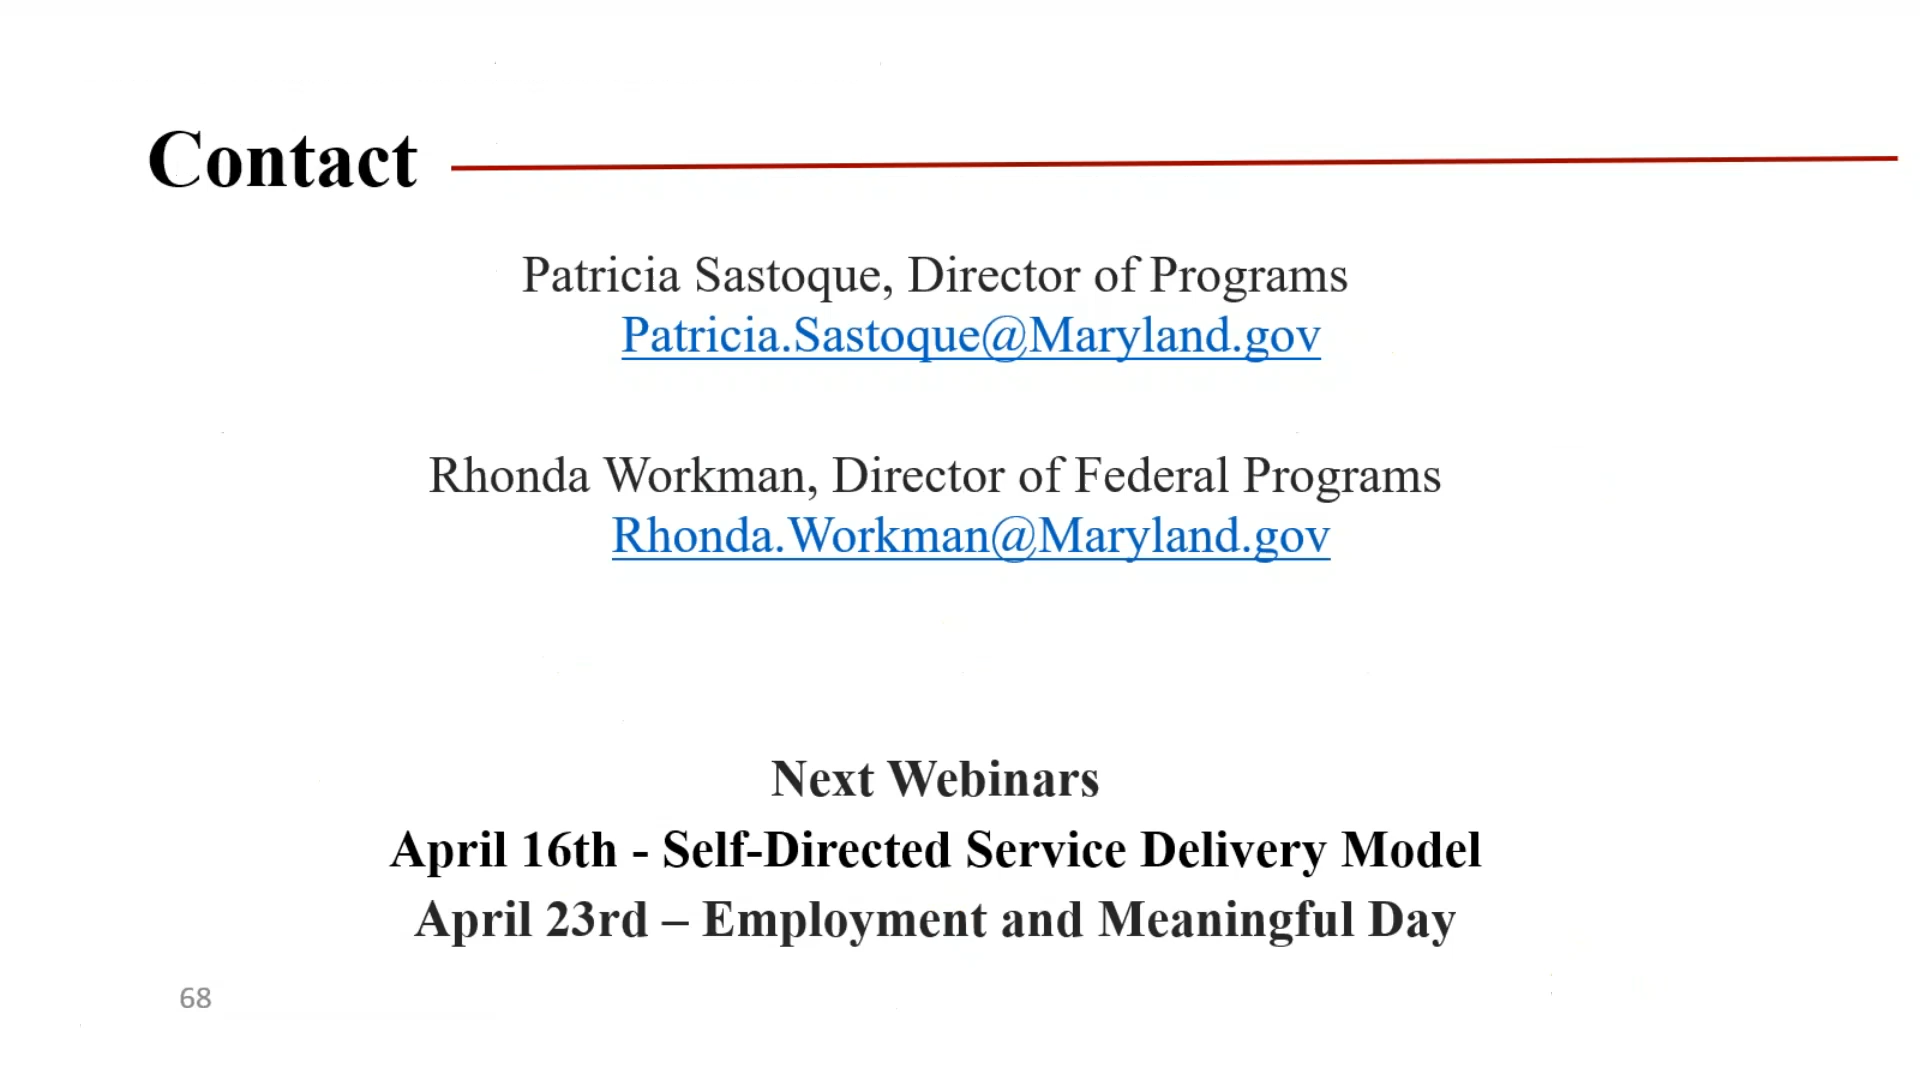 Contact
Patricia Sastoque, Director of Programs
Patricia.Sastoque@Maryland.gov
Rhonda Workman, Director of Federal Programs
Rhonda.Workman@Maryland.gov
Next Webinars
April 16th - Self-Directed Service Delivery Model
April 23rd – Employment and Meaningful Day
68